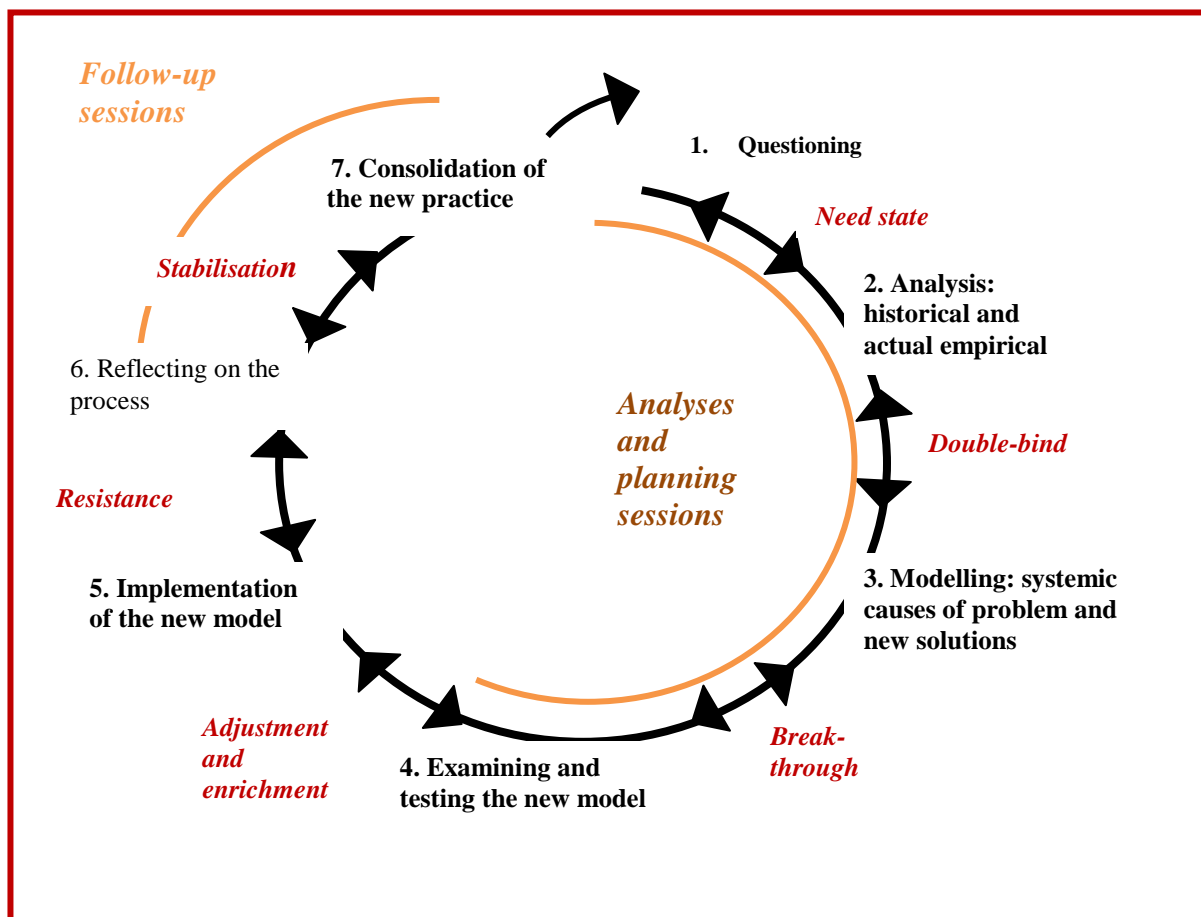 Follow-up
sessions
7. Consolidation of
the new practice
1. Questioning
Need state
Stabilisation
2. Analysis:
historical and
actual empirical
6. Reflecting on the
process
Analyses
and
planning
sessions
Double-bind
Resistance
3. Modelling: systemic
causes of problem and
new solutions
5. Implementation
of the new model
Adjustment
and
enrichment
Break-
through
4. Examining and
testing the new model